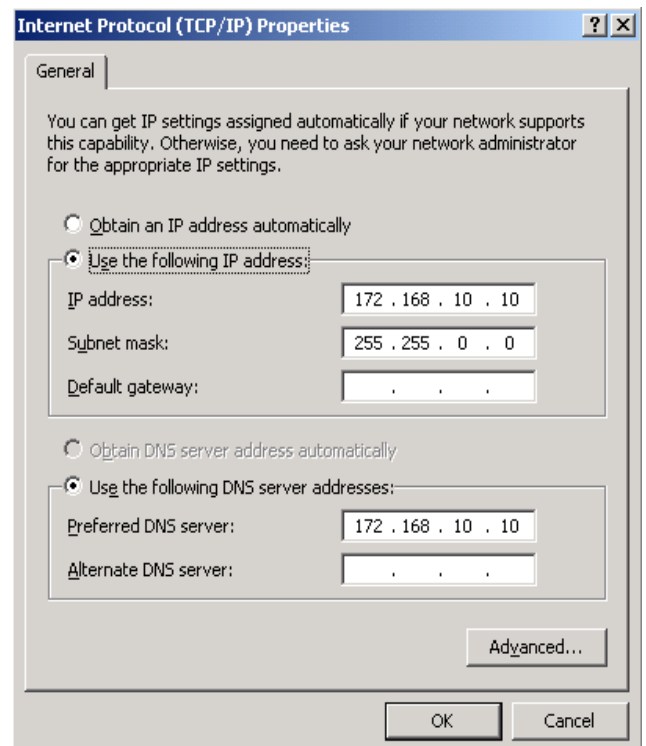 Internet Protocol (TCP/IP) Properties
General
You can get IP settings assigned automatically if your network supports
this capability. Otherwise, you need to ask your network administrator
for the appropriate IP settings.
Obtain an IP address automatically
Use the following IP address:
IP address: 172 . 168 . 10 . 10
Subnet mask: 255 . 255 . 0 . 0
Default gateway: . . .
Obtain DNS server address automatically
Use the following DNS server addresses:
Preferred DNS server: 172 . 168 . 10 . 10
Alternate DNS server: . . .
Advanced...
OK Cancel